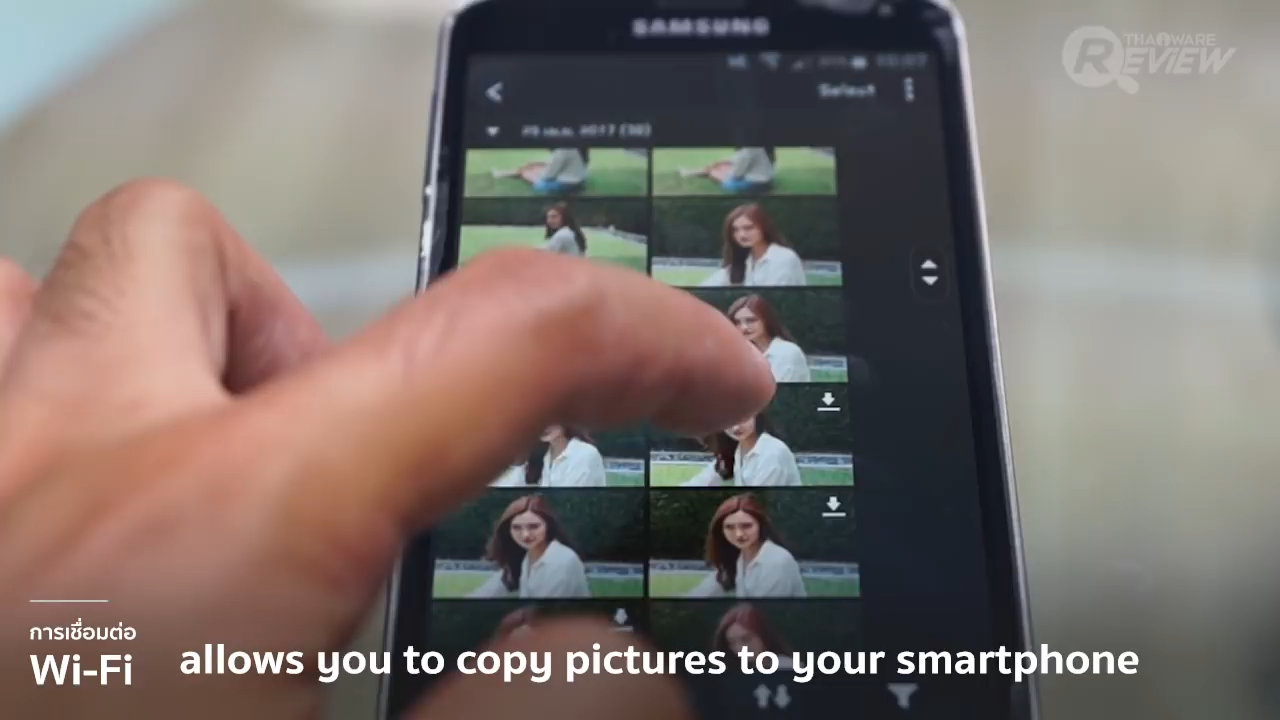 SAMSUNG
THAIWARE
REVIEW
Select
การเชื่อมต่อ
Wi-Fi
allows you to copy pictures to your smartphone